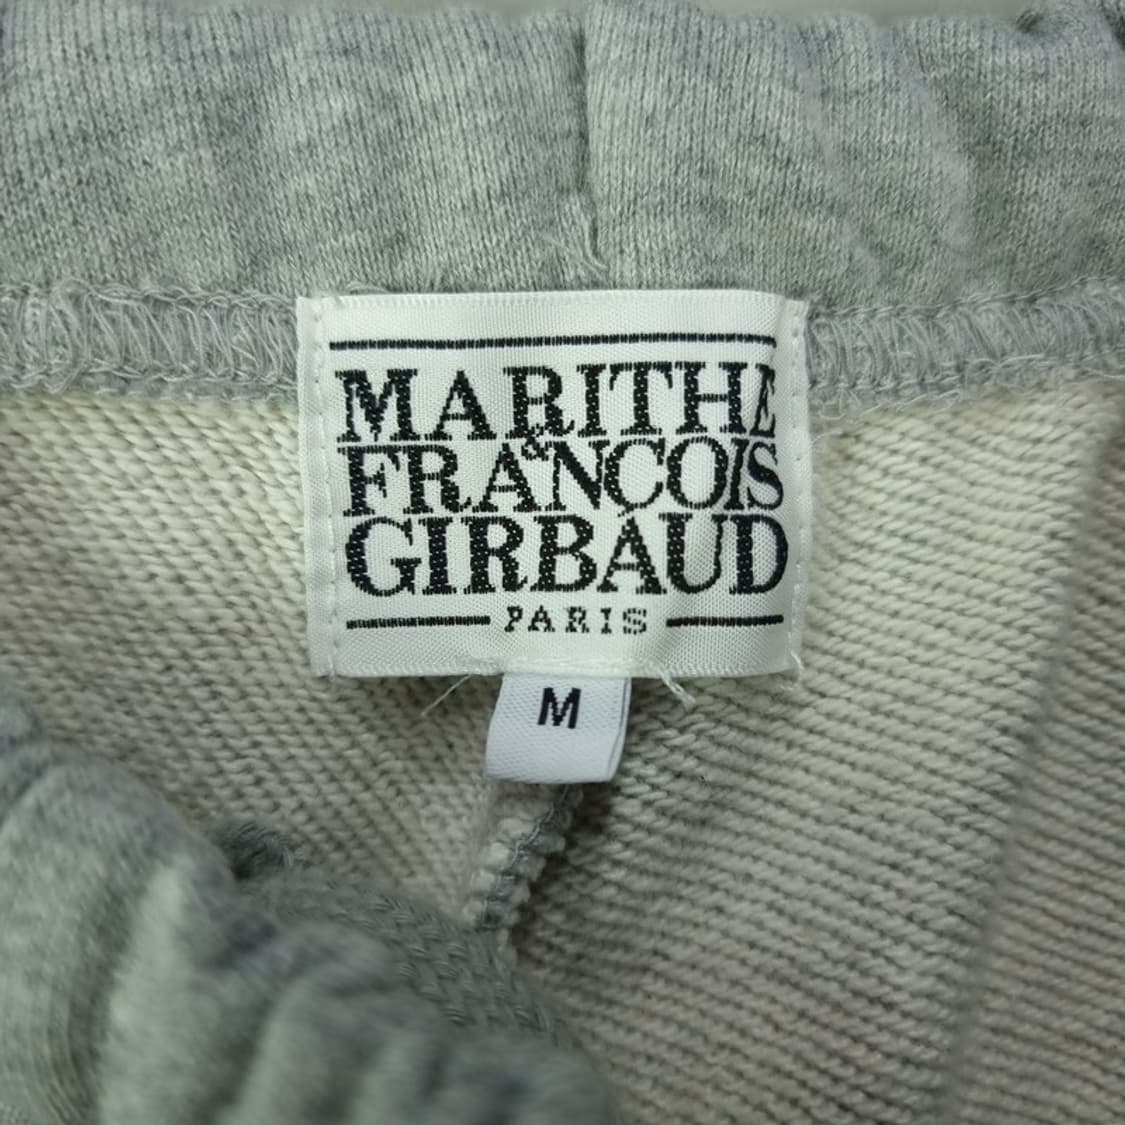 MARITHE
&
FRANÇOIS
GIRBAUD
PARIS
M